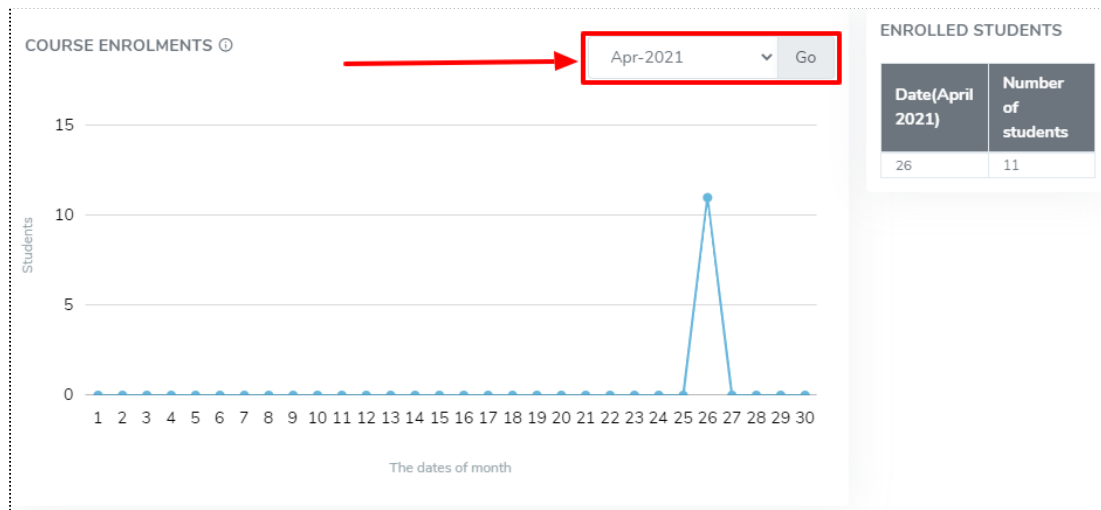 COURSE ENROLMENTS
Apr-2021
Go
15
10
5
0
Students
1 2 3 4 5 6 7 8 9 10 11 12 13 14 15 16 17 18 19 20 21 22 23 24 25 26 27 28 29 30
The dates of month
ENROLLED STUDENTS
Date(April
2021)
Number
of
students
26
11